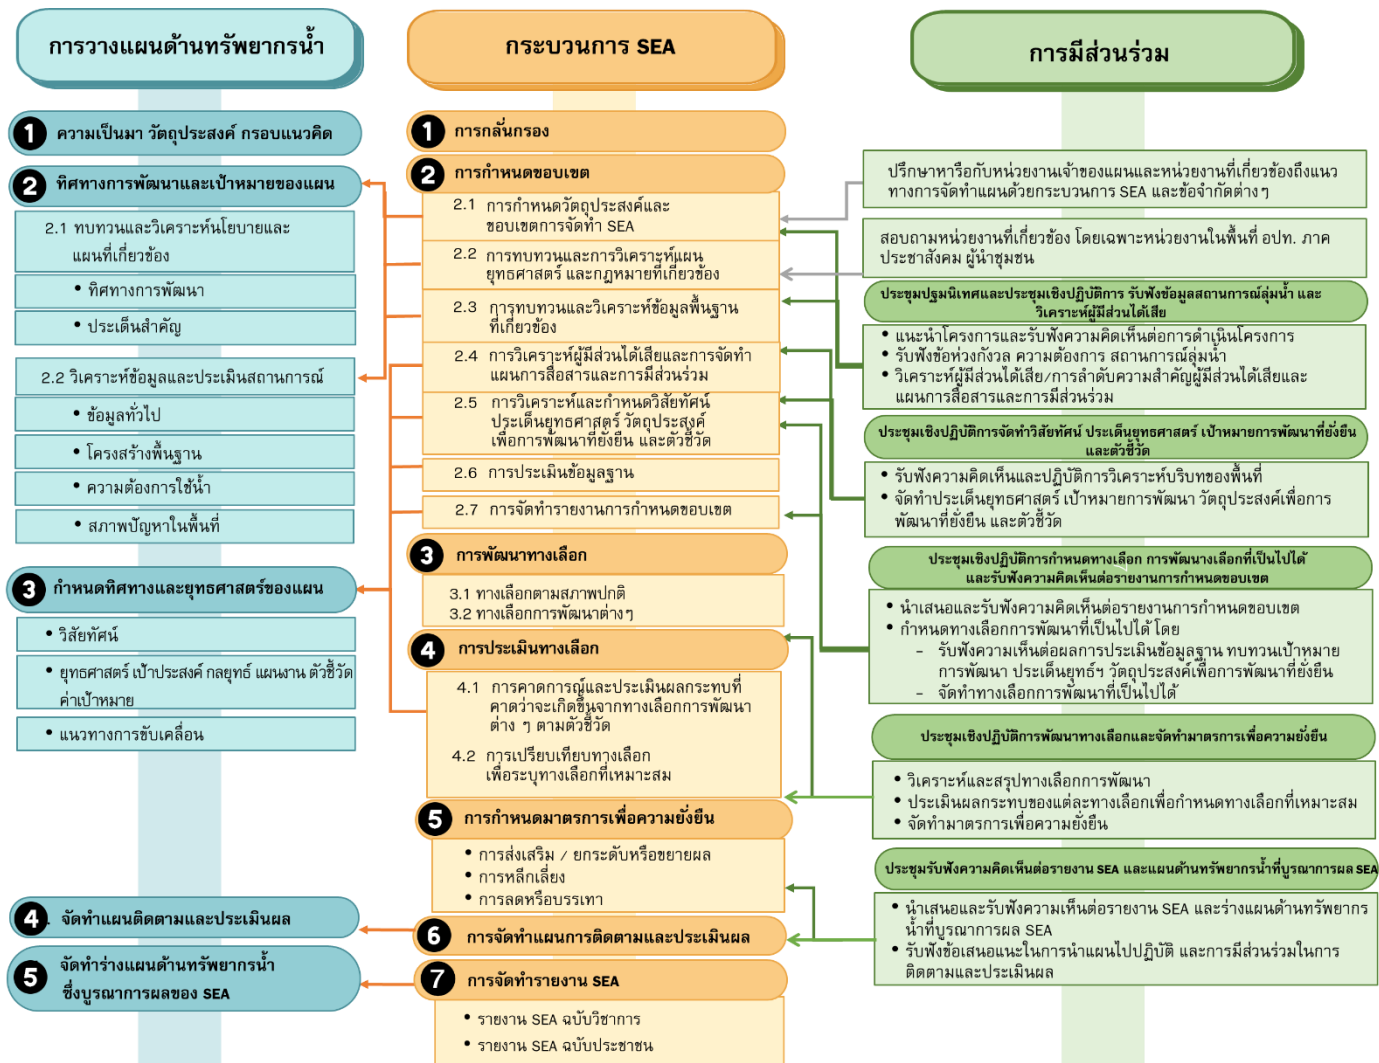 การวางแผนด้านทรัพยากรน้ำ
1 ความเป็นมา วัตถุประสงค์ กรอบแนวคิด
2 ทิศทางการพัฒนาและเป้าหมายของแผน
2.1 ทบทวนและวิเคราะห์นโยบายและ
แผนที่เกี่ยวข้อง
• ทิศทางการพัฒนา
• ประเด็นสำคัญ
2.2 วิเคราะห์ข้อมูลและประเมินสถานการณ์
• ข้อมูลทั่วไป
• โครงสร้างพื้นฐาน
• ความต้องการใช้น้ำ
• สภาพปัญหาในพื้นที่
3 กำหนดทิศทางและยุทธศาสตร์ของแผน
• วิสัยทัศน์
• ยุทธศาสตร์ เป้าประสงค์ กลยุทธ์ แผนงาน ตัวชี้วัด
ค่าเป้าหมาย
• แนวทางการขับเคลื่อน
4 จัดทำแผนติดตามและประเมินผล
5 จัดทำร่างแผนด้านทรัพยากรน้ำ
ซึ่งบูรณาการผลของ SEA
กระบวนการ SEA
1 การกลั่นกรอง
2 การกำหนดขอบเขต
2.1 การกำหนดวัตถุประสงค์และ
ขอบเขตการจัดทำ SEA
2.2 การทบทวนและการวิเคราะห์แผน
ยุทธศาสตร์ และกฎหมายที่เกี่ยวข้อง
2.3 การทบทวนและวิเคราะห์ข้อมูลพื้นฐาน
ที่เกี่ยวข้อง
2.4 การวิเคราะห์ผู้มีส่วนได้เสียและการจัดทำ
แผนการสื่อสารและการมีส่วนร่วม
2.5 การวิเคราะห์และกำหนดวิสัยทัศน์
ประเด็นยุทธศาสตร์ วัตถุประสงค์
เพื่อการพัฒนาที่ยั่งยืน และตัวชี้วัด
2.6 การประเมินข้อมูลฐาน
2.7 การจัดทำรายงานการกำหนดขอบเขต
3 การพัฒนาทางเลือก
3.1 ทางเลือกตามสภาพปกติ
3.2 ทางเลือกการพัฒนาต่างๆ
4 การประเมินทางเลือก
4.1 การคาดการณ์และประเมินผลกระทบที่
คาดว่าจะเกิดขึ้นจากทางเลือกการพัฒนา
ต่าง ๆ ตามตัวชี้วัด
4.2 การเปรียบเทียบทางเลือก
เพื่อระบุทางเลือกที่เหมาะสม
5 การกำหนดมาตรการเพื่อความยั่งยืน
• การส่งเสริม / ยกระดับหรือขยายผล
• การหลีกเลี่ยง
• การลดหรือบรรเทา
6 การจัดทำแผนการติดตามและประเมินผล
7 การจัดทำรายงาน SEA
• รายงาน SEA ฉบับวิชาการ
• รายงาน SEA ฉบับประชาชน
การมีส่วนร่วม
ปรึกษาหารือกับหน่วยงานเจ้าของแผนและหน่วยงานที่เกี่ยวข้องถึงแนว
ทางการจัดทำแผนด้วยกระบวนการ SEA และข้อจำกัดต่างๆ
สอบถามหน่วยงานที่เกี่ยวข้อง โดยเฉพาะหน่วยงานในพื้นที่ อปท. ภาค
ประชาสังคม ผู้นำชุมชน
ประชุมปฐมนิเทศและประชุมเชิงปฏิบัติการ รับฟังข้อมูลสถานการณ์ลุ่มน้ำ และ
วิเคราะห์ผู้มีส่วนได้เสีย
• แนะนำโครงการและรับฟังความคิดเห็นต่อการดำเนินโครงการ
• รับฟังข้อห่วงกังวล ความต้องการ สถานการณ์ลุ่มน้ำ
• วิเคราะห์ผู้มีส่วนได้เสีย/การลำดับความสำคัญผู้มีส่วนได้เสียและ
แผนการสื่อสารและการมีส่วนร่วม
ประชุมเชิงปฏิบัติการจัดทำวิสัยทัศน์ ประเด็นยุทธศาสตร์ เป้าหมายการพัฒนาที่ยั่งยืน
และตัวชี้วัด
• รับฟังความคิดเห็นและปฏิบัติการวิเคราะห์บริบทของพื้นที่
• จัดทำประเด็นยุทธศาสตร์ เป้าหมายการพัฒนา วัตถุประสงค์เพื่อการ
พัฒนาที่ยั่งยืน และตัวชี้วัด
ประชุมเชิงปฏิบัติการกำหนดทางเลือก การพัฒนางเลือกที่เป็นไปได้
และรับฟังความคิดเห็นต่อรายงานการกำหนดขอบเขต
• นำเสนอและรับฟังความคิดเห็นต่อรายงานการกำหนดขอบเขต
• กำหนดทางเลือกการพัฒนาที่เป็นไปได้ โดย
– รับฟังความเห็นต่อผลการประเมินข้อมูลฐาน ทบทวนเป้าหมาย
การพัฒนา ประเด็นยุทธ์ฯ วัตถุประสงค์เพื่อการพัฒนาที่ยั่งยืน
– จัดทำทางเลือกการพัฒนาที่เป็นไปได้
ประชุมเชิงปฏิบัติการพัฒนาทางเลือกและจัดทำมาตรการเพื่อความยั่งยืน
• วิเคราะห์และสรุปทางเลือกการพัฒนา
• ประเมินผลกระทบของแต่ละทางเลือกเพื่อกำหนดทางเลือกที่เหมาะสม
• จัดทำมาตรการเพื่อความยั่งยืน
ประชุมรับฟังความคิดเห็นต่อรายงาน SEA และแผนด้านทรัพยากรน้ำที่บูรณาการผล SEA
• นำเสนอและรับฟังความเห็นต่อรายงาน SEA และร่างแผนด้านทรัพยากร
น้ำที่บูรณาการผล SEA
• รับฟังข้อเสนอแนะในการนำแผนไปปฏิบัติ และการมีส่วนร่วมในการ
ติดตามและประเมินผล